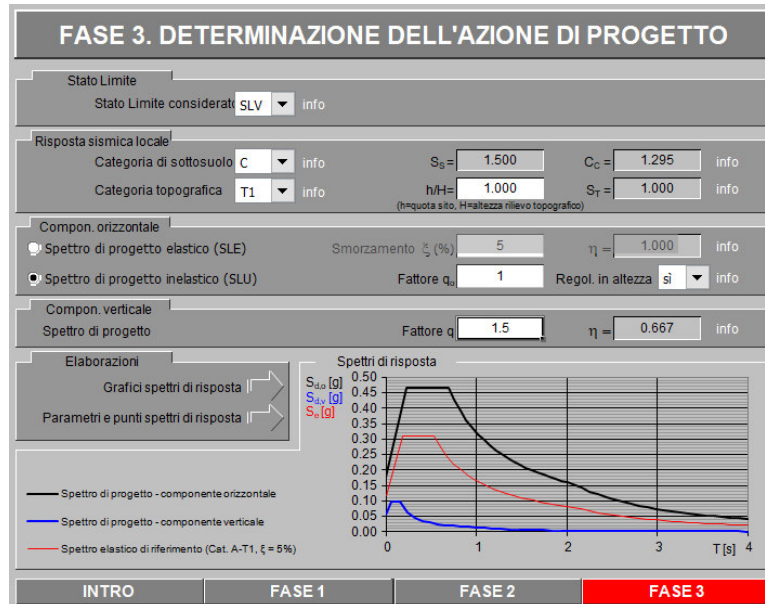 FASE 3. DETERMINAZIONE DELL'AZIONE DI PROGETTO
Stato Limite
Stato Limite considerato SLV info
Risposta sismica locale
Categoria di sottosuolo C info SS = 1.500 CC = 1.295 info
Categoria topografica T1 info h/H= 1.000 ST = 1.000 info
(h=quota sito, H=altezza rilievo topografico)
Compon. orizzontale
Spettro di progetto elastico (SLE) Smorzamento ξ (%) 5 η = 1.000 info
Spettro di progetto inelastico (SLU) Fattore qo 1 Regol. in altezza sì info
Compon. verticale
Spettro di progetto Fattore q 1.5 η = 0.667 info
Elaborazioni
Grafici spettri di risposta
Parametri e punti spettri di risposta
Spettri di risposta
Sd,o [g]
Sd,v [g]
Se [g]
0.50
0.45
0.40
0.35
0.30
0.25
0.20
0.15
0.10
0.05
0.00
0 1 2 3 T [s] 4
Spettro di progetto - componente orizzontale
Spettro di progetto - componente verticale
Spettro elastico di riferimento (Cat. A-T1, ξ = 5%)
INTRO FASE 1 FASE 2 FASE 3